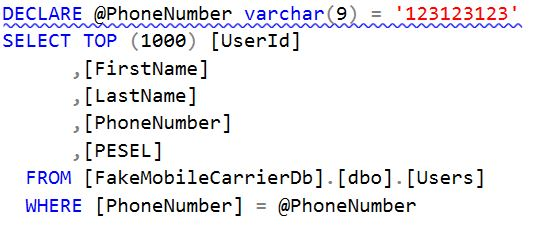 DECLARE @PhoneNumber varchar(9) = '123123123'
SELECT TOP (1000) [UserId]
,[FirstName]
,[LastName]
,[PhoneNumber]
,[PESEL]
FROM [FakeMobileCarrierDb].[dbo].[Users]
WHERE [PhoneNumber] = @PhoneNumber